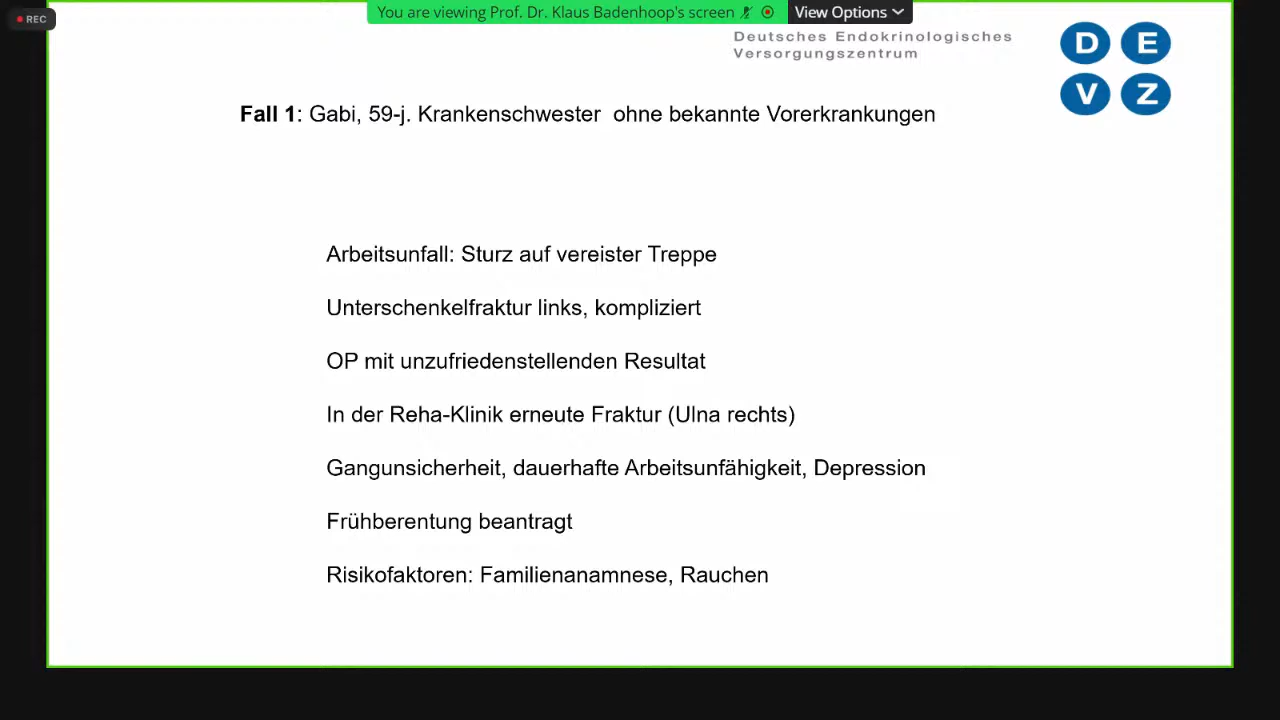 REC
You are viewing Prof. Dr. Klaus Badenhoop's screen
View Options
Deutsches Endokrinologisches
Versorgungszentrum
D E
V Z
Fall 1: Gabi, 59-j. Krankenschwester ohne bekannte Vorerkrankungen
Arbeitsunfall: Sturz auf vereister Treppe
Unterschenkelfraktur links, kompliziert
OP mit unzufriedenstellenden Resultat
In der Reha-Klinik erneute Fraktur (Ulna rechts)
Gangunsicherheit, dauerhafte Arbeitsunfähigkeit, Depression
Frühberentung beantragt
Risikofaktoren: Familienanamnese, Rauchen